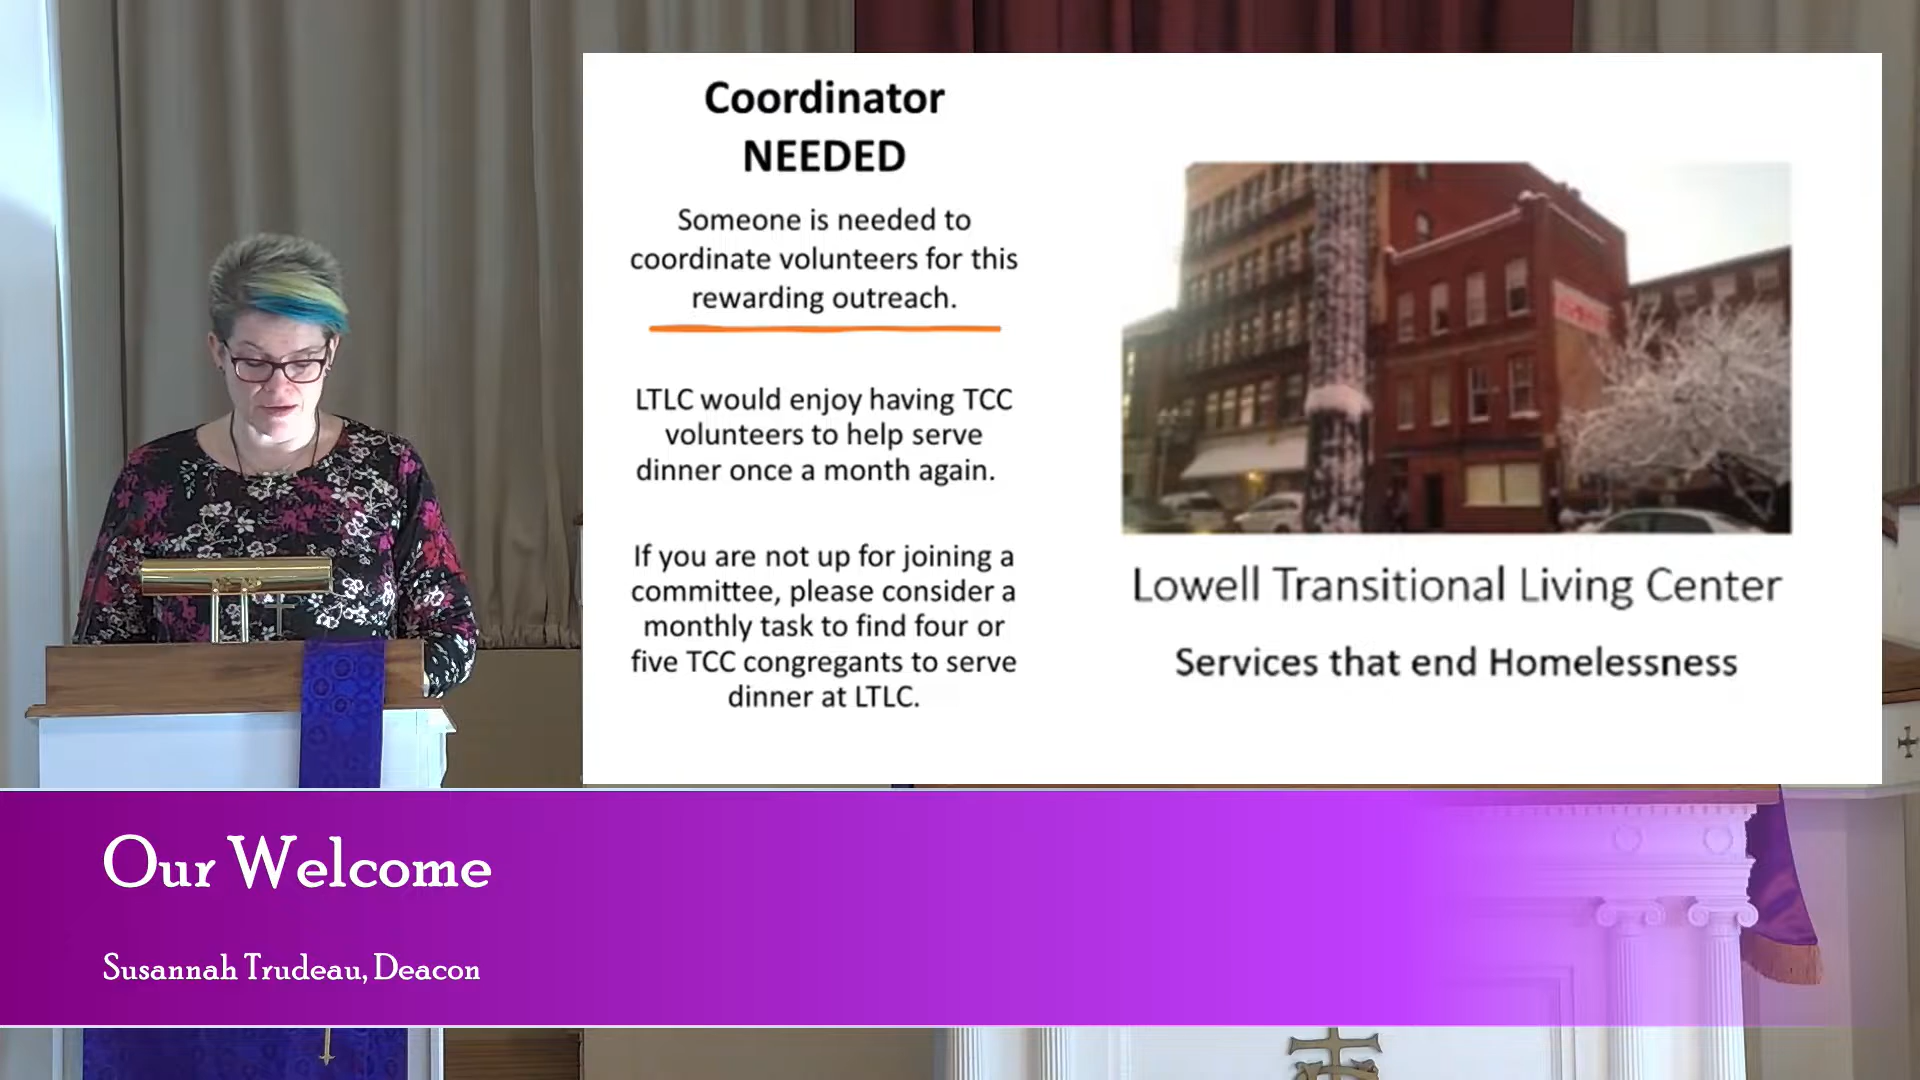 Coordinator
NEEDED
Someone is needed to
coordinate volunteers for this
rewarding outreach.
LTLC would enjoy having TCC
volunteers to help serve
dinner once a month again.
If you are not up for joining a
committee, please consider a
monthly task to find four or
five TCC congregants to serve
dinner at LTLC.
Lowell Transitional Living Center
Services that end Homelessness
Our Welcome
Susannah Trudeau, Deacon